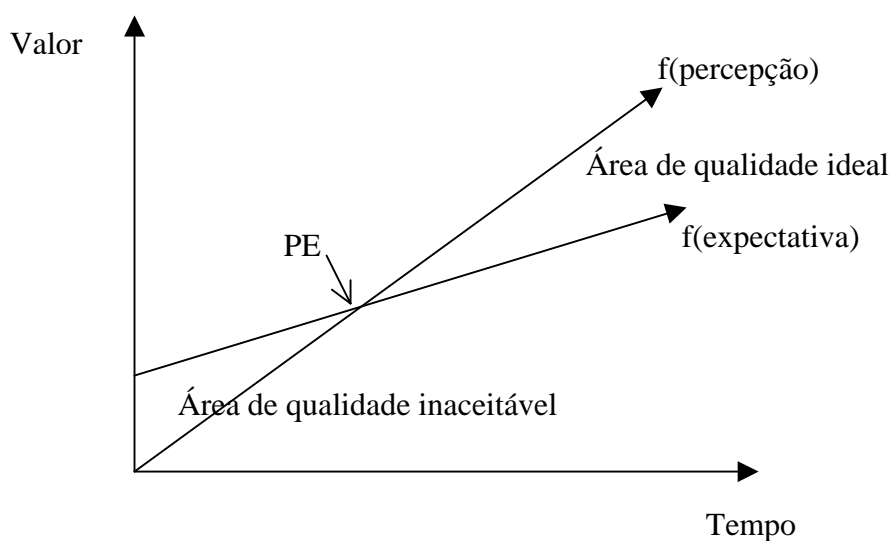 Valor
f(percepção)
Área de qualidade ideal
f(expectativa)
PE
Área de qualidade inaceitável
Tempo